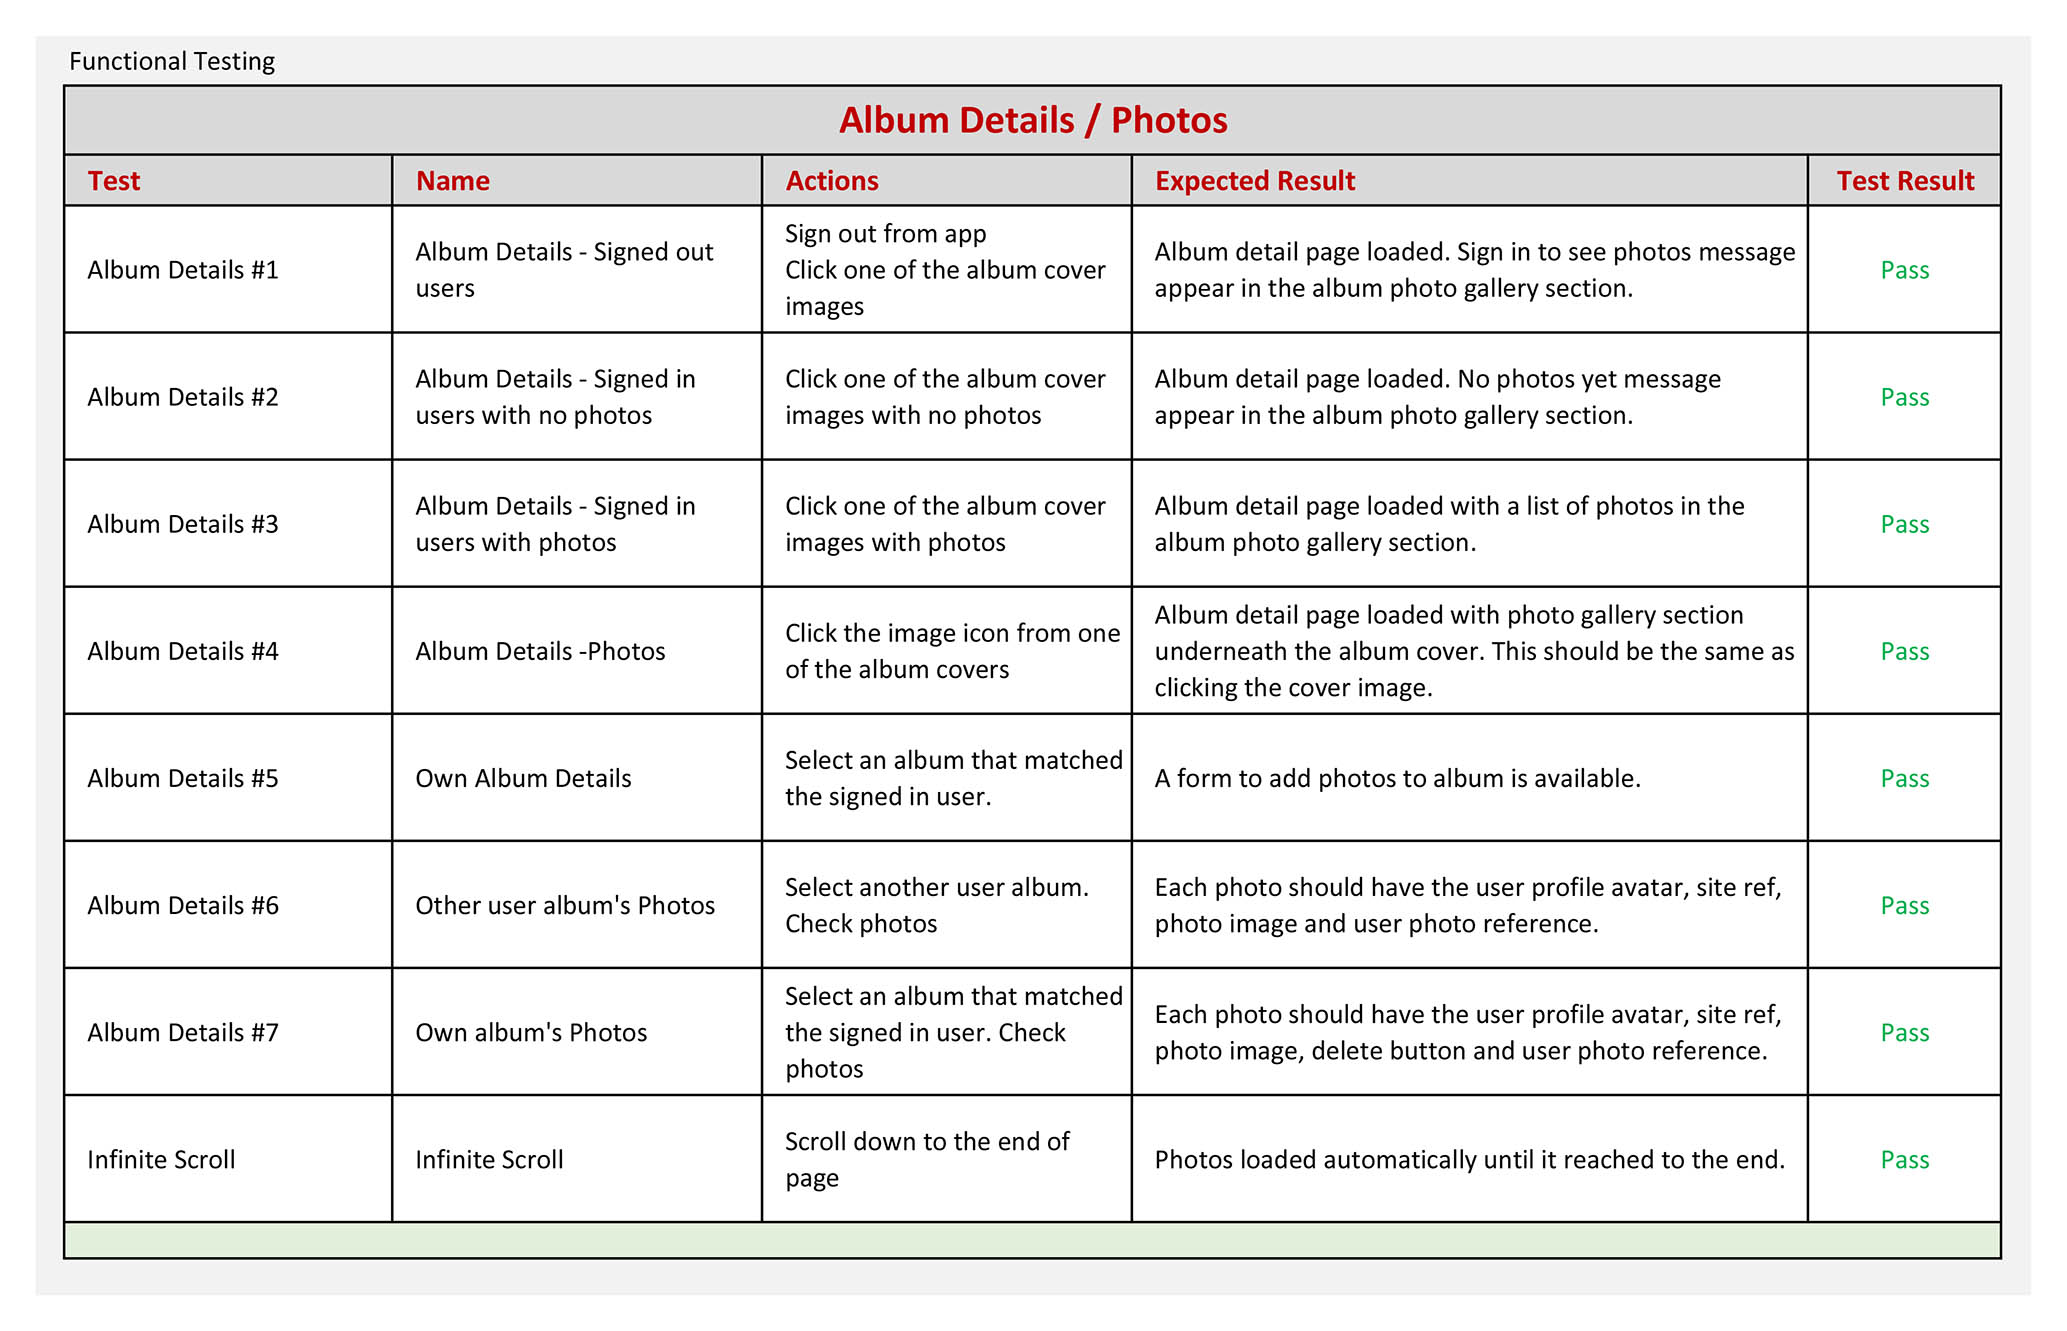 Functional Testing
Album Details / Photos
Test
Name
Actions
Expected Result
Test Result
Album Details #1
Album Details - Signed out
users
Sign out from app
Click one of the album cover
images
Album detail page loaded. Sign in to see photos message
appear in the album photo gallery section.
Pass
Album Details #2
Album Details - Signed in
users with no photos
Click one of the album cover
images with no photos
Album detail page loaded. No photos yet message
appear in the album photo gallery section.
Pass
Album Details #3
Album Details - Signed in
users with photos
Click one of the album cover
images with photos
Album detail page loaded with a list of photos in the
album photo gallery section.
Pass
Album Details #4
Album Details -Photos
Click the image icon from one
of the album covers
Album detail page loaded with photo gallery section
underneath the album cover. This should be the same as
clicking the cover image.
Pass
Album Details #5
Own Album Details
Select an album that matched
the signed in user.
A form to add photos to album is available.
Pass
Album Details #6
Other user album's Photos
Select another user album.
Check photos
Each photo should have the user profile avatar, site ref,
photo image and user photo reference.
Pass
Album Details #7
Own album's Photos
Select an album that matched
the signed in user. Check
photos
Each photo should have the user profile avatar, site ref,
photo image, delete button and user photo reference.
Pass
Infinite Scroll
Infinite Scroll
Scroll down to the end of
page
Photos loaded automatically until it reached to the end.
Pass